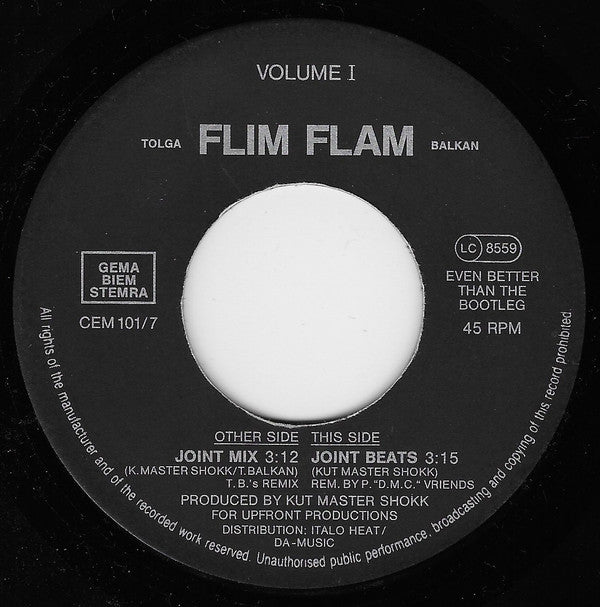 VOLUME I
TOLGA FLIM FLAM BALKAN
GEMA
BIEM
STEMRA
CEM 101/7
LC 8559
EVEN BETTER
THAN THE
BOOTLEG
45 RPM
OTHER SIDE THIS SIDE
JOINT MIX 3:12 JOINT BEATS 3:15
(K.MASTER SHOKK/T.BALKAN) (KUT MASTER SHOKK)
T.B.'s REMIX REM. BY P. "D.M.C." VRIENDS
PRODUCED BY KUT MASTER SHOKK
FOR UPFRONT PRODUCTIONS
DISTRIBUTION: ITALO HEAT/
DA-MUSIC
All rights of the manufacturer and of the recorded work reserved. Unauthorised public performance, broadcasting and copying of this record prohibited.